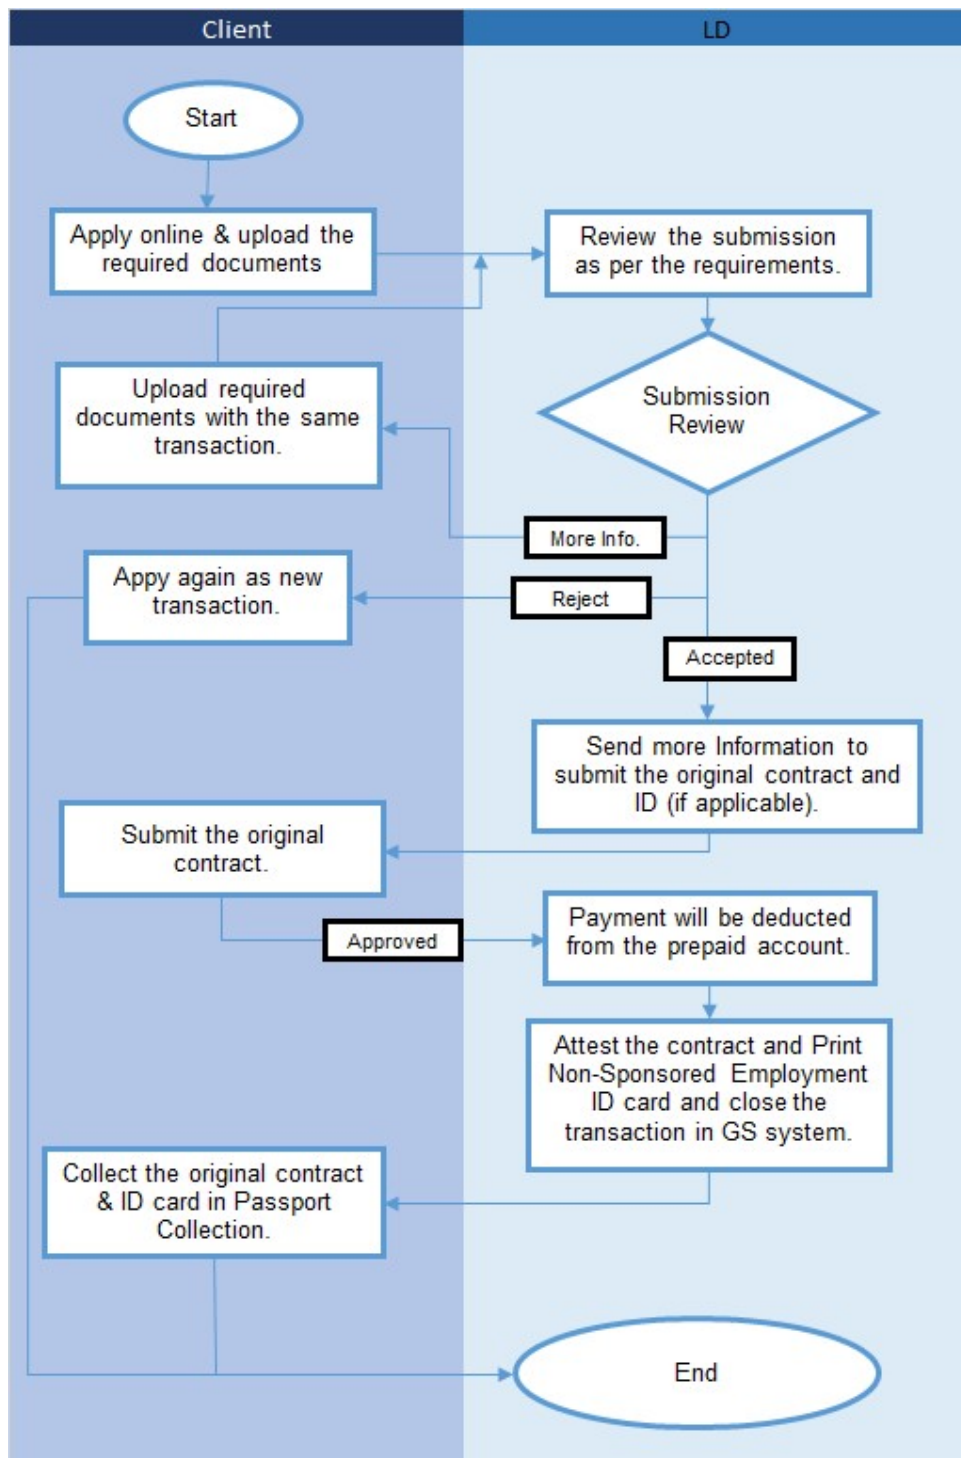 Client
LD
Start
Apply online & upload the
required documents
Review the submission
as per the requirements.
Upload required
documents with the same
transaction.
Submission
Review
More Info.
Appy again as new
transaction.
Reject
Accepted
Send more Information to
submit the original contract and
ID (if applicable).
Submit the original
contract.
Approved
Payment will be deducted
from the prepaid account.
Attest the contract and Print
Non-Sponsored Employment
ID card and close the
transaction in GS system.
Collect the original contract
& ID card in Passport
Collection.
End